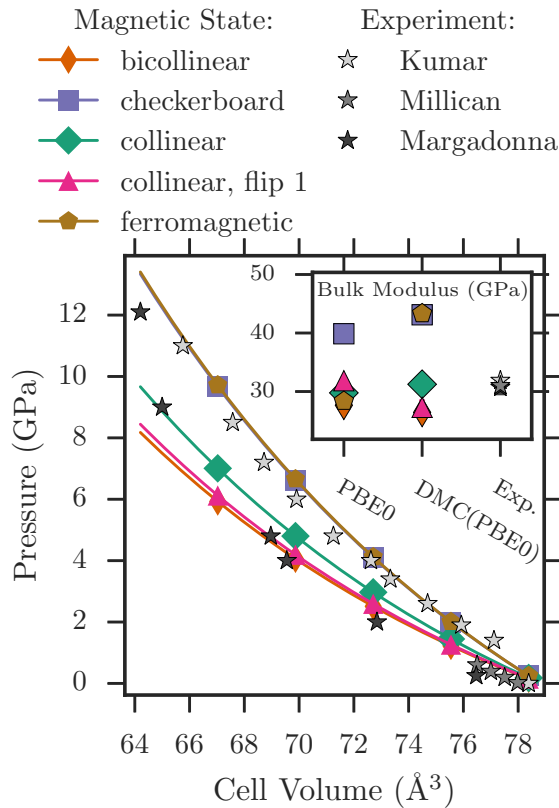 Magnetic State: Experiment:
bicollinear Kumar
checkerboard Millican
collinear Margadonna
collinear, flip 1
ferromagnetic
Pressure (GPa)
12
10
8
6
4
2
0
64 66 68 70 72 74 76 78
Cell Volume (Å³)
Bulk Modulus (GPa)
50
40
30
PBE0
DMC(PBE0)
Exp.